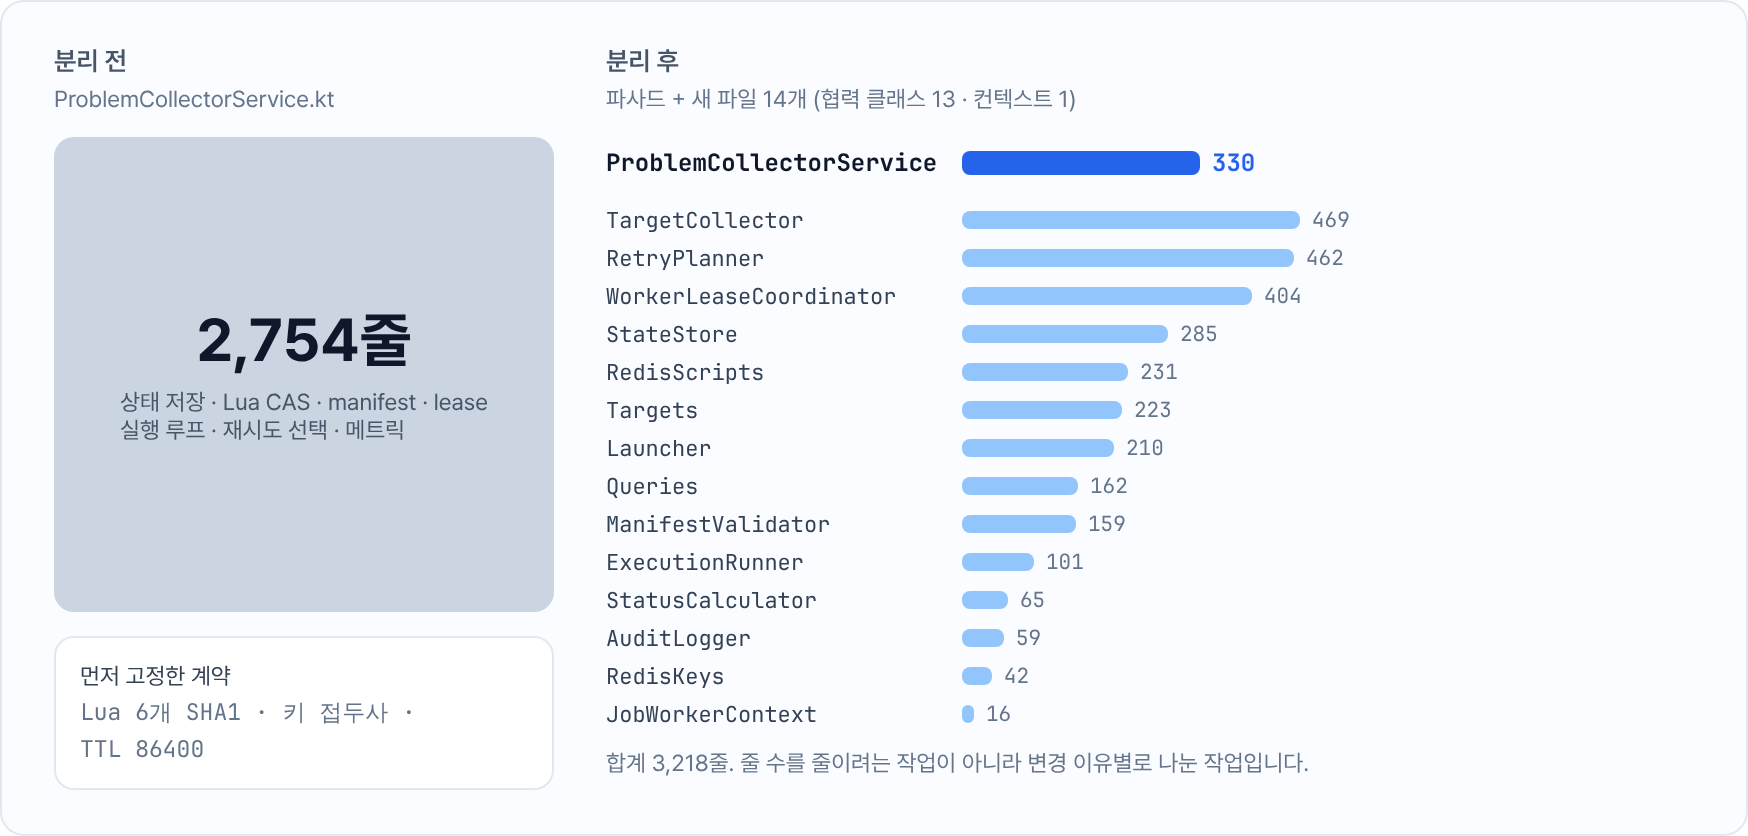 분리 전
ProblemCollectorService.kt
2,754줄
상태 저장 · Lua CAS · manifest · lease
실행 루프 · 재시도 선택 · 메트릭
먼저 고정한 계약
Lua 6개 SHA1 · 키 접두사 ·
TTL 86400
분리 후
파사드 + 새 파일 14개 (협력 클래스 13 · 컨텍스트 1)
ProblemCollectorService 330
TargetCollector 469
RetryPlanner 462
WorkerLeaseCoordinator 404
StateStore 285
RedisScripts 231
Targets 223
Launcher 210
Queries 162
ManifestValidator 159
ExecutionRunner 101
StatusCalculator 65
AuditLogger 59
RedisKeys 42
JobWorkerContext 16
합계 3,218줄. 줄 수를 줄이려는 작업이 아니라 변경 이유별로 나눈 작업입니다.